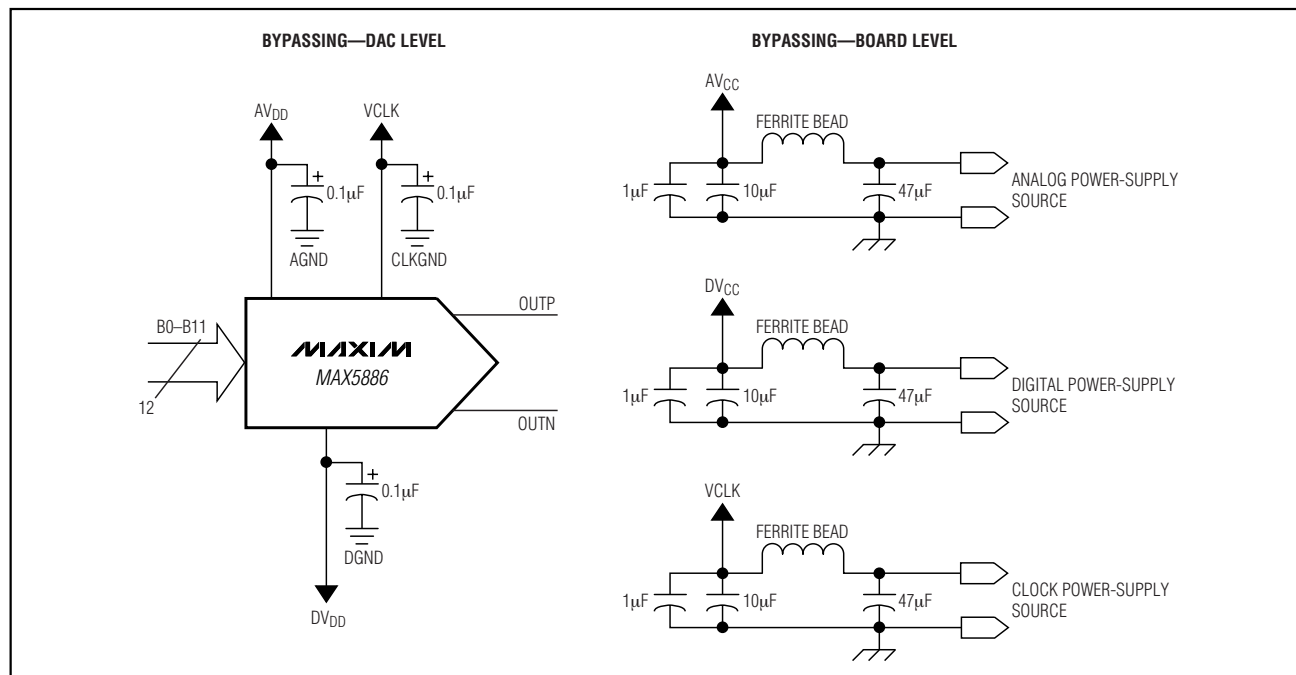 BYPASSING—DAC LEVEL
AVDD
VCLK
+
0.1µF
+
0.1µF
AGND
CLKGND
B0–B11
12
MAXIM
MAX5886
OUTP
OUTN
+
0.1µF
DGND
DVDD
BYPASSING—BOARD LEVEL
AVCC
FERRITE BEAD
1µF
10µF
47µF
ANALOG POWER-SUPPLY
SOURCE
DVCC
FERRITE BEAD
1µF
10µF
47µF
DIGITAL POWER-SUPPLY
SOURCE
VCLK
FERRITE BEAD
1µF
10µF
47µF
CLOCK POWER-SUPPLY
SOURCE